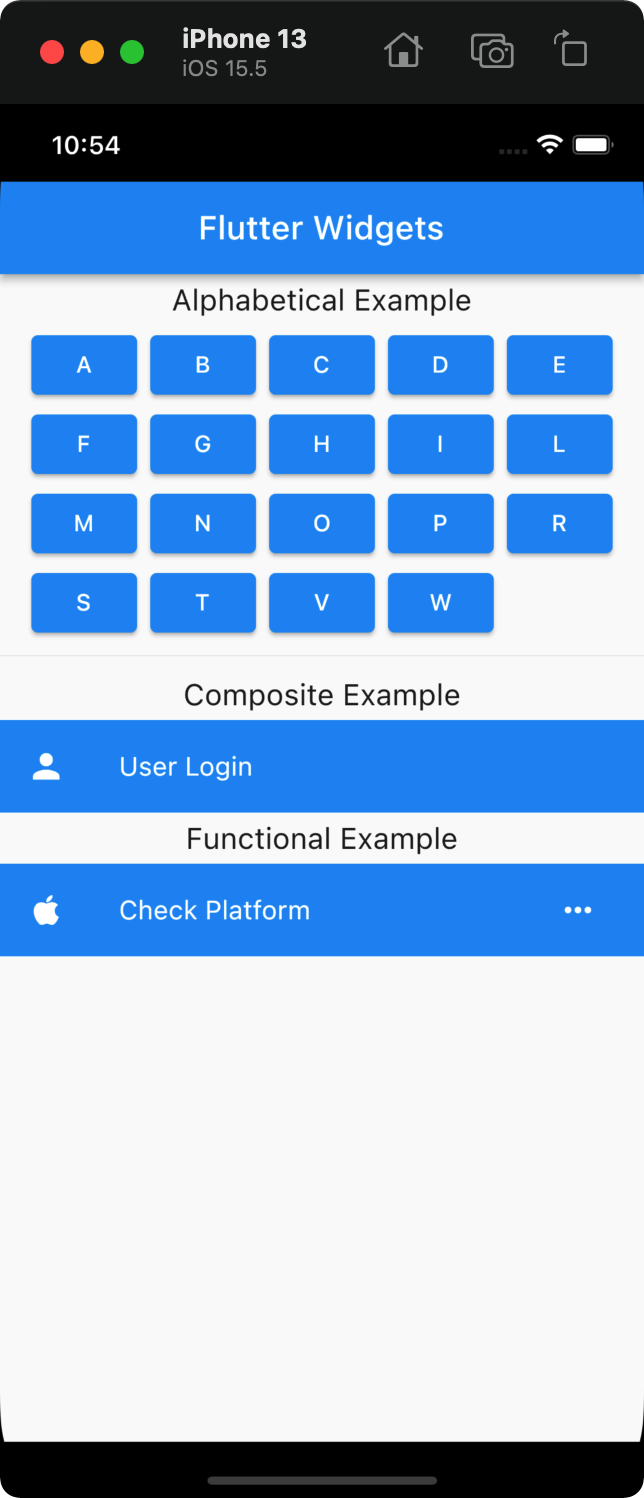 iPhone 13
iOS 15.5
10:54
Flutter Widgets
Alphabetical Example
A B C D E
F G H I L
M N O P R
S T V W
Composite Example
User Login
Functional Example
Check Platform